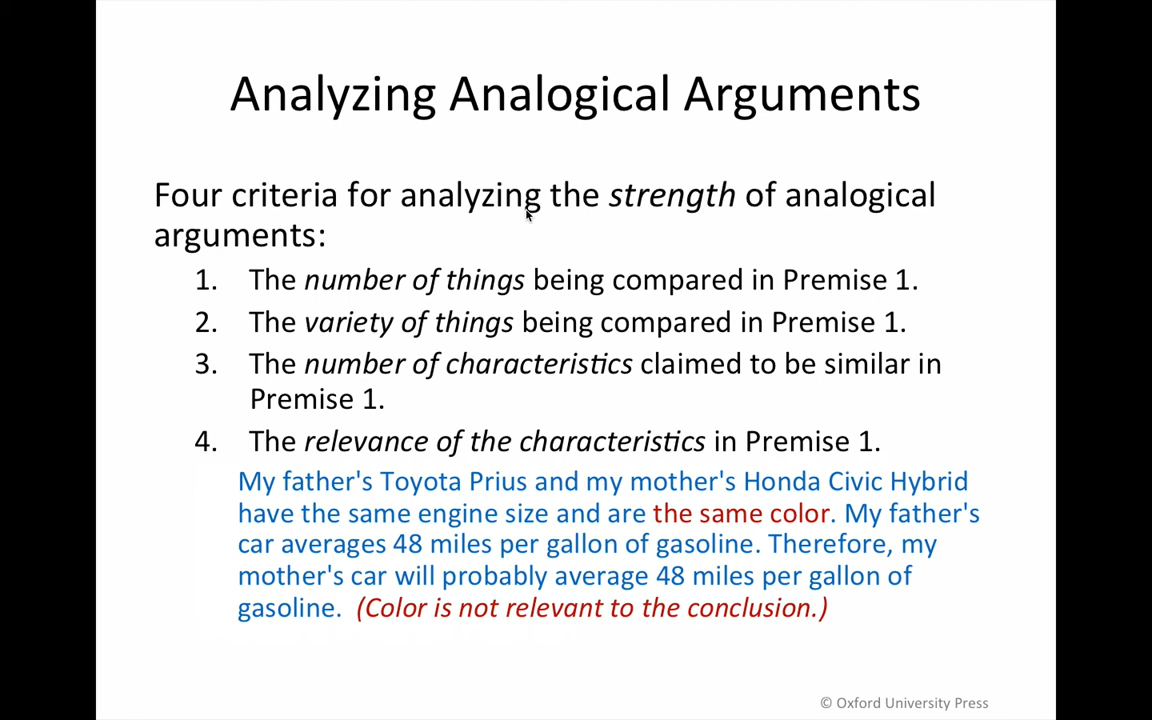 Analyzing Analogical Arguments
Four criteria for analyzing the strength of analogical
arguments:
1. The number of things being compared in Premise 1.
2. The variety of things being compared in Premise 1.
3. The number of characteristics claimed to be similar in
Premise 1.
4. The relevance of the characteristics in Premise 1.
My father's Toyota Prius and my mother's Honda Civic Hybrid
have the same engine size and are the same color. My father's
car averages 48 miles per gallon of gasoline. Therefore, my
mother's car will probably average 48 miles per gallon of
gasoline. (Color is not relevant to the conclusion.)
© Oxford University Press